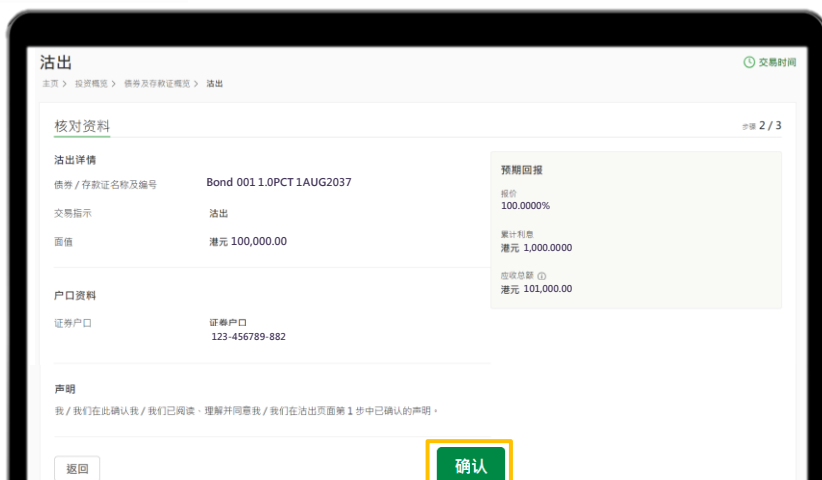 沽出
交易时间
主页 > 投资概览 > 债券及存款证概览 > 沽出
核对资料
步骤 2 / 3
沽出详情
债券 / 存款证名称及编号
Bond 001 1.0PCT 1AUG2037
交易指示
沽出
面值
港元 100,000.00
预期回报
报价
100.0000%
累计利息
港元 1,000.0000
应收总额
港元 101,000.00
户口资料
证券户口
证券户口
123-456789-882
声明
我 / 我们在此确认我 / 我们已阅读、理解并同意我 / 我们在沽出页面第 1 步中已确认的声明。
返回
确认